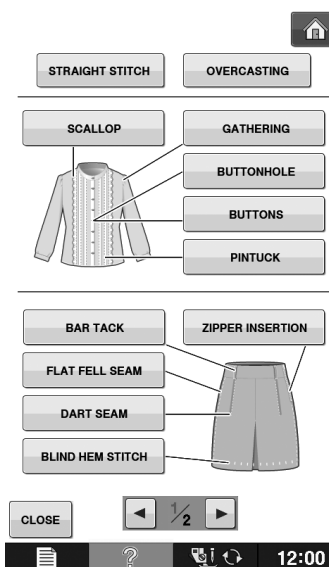 STRAIGHT STITCH OVERCASTING
SCALLOP GATHERING
BUTTONHOLE
BUTTONS
PINTUCK
BAR TACK ZIPPER INSERTION
FLAT FELL SEAM
DART SEAM
BLIND HEM STITCH
CLOSE 1/2
? 12:00